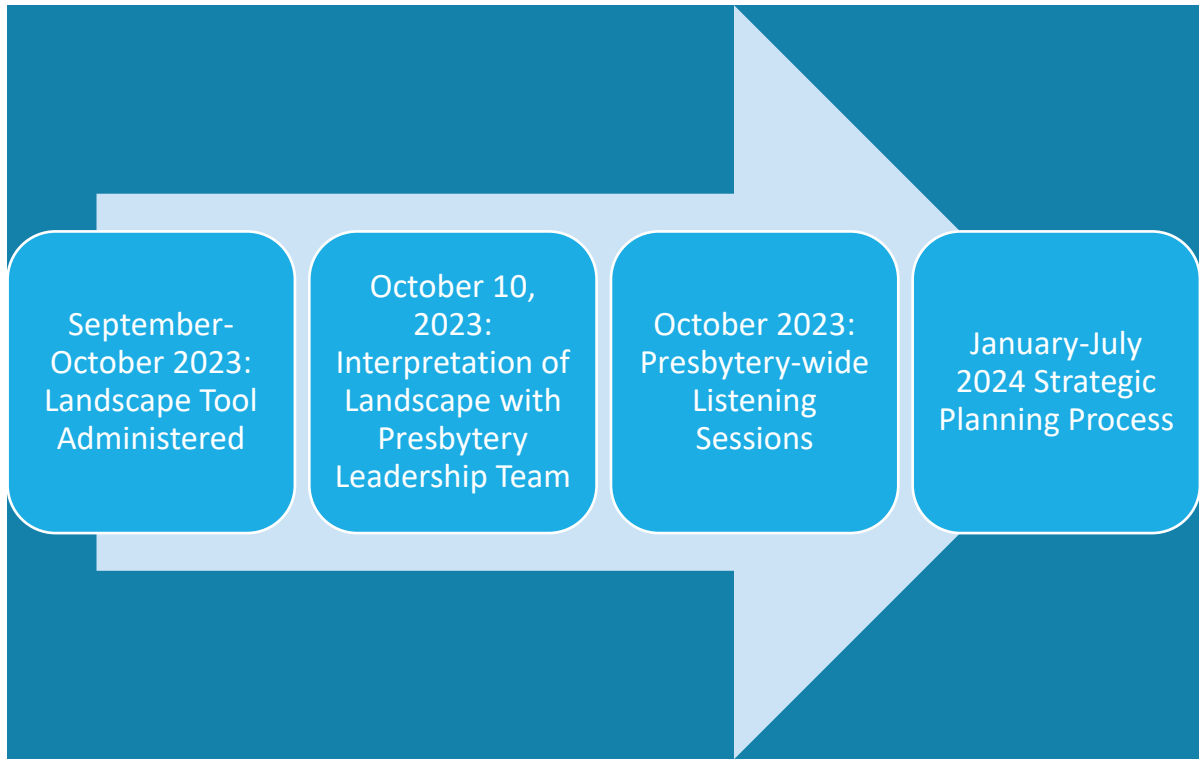 September-
October 2023:
Landscape Tool
Administered
October 10,
2023:
Interpretation of
Landscape with
Presbytery
Leadership Team
October 2023:
Presbytery-wide
Listening
Sessions
January-July
2024 Strategic
Planning Process